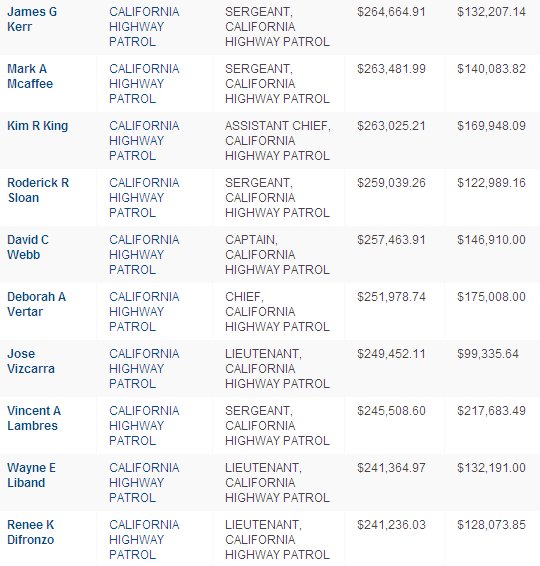 James G Kerr CALIFORNIA HIGHWAY PATROL SERGEANT, CALIFORNIA HIGHWAY PATROL $264,664.91 $132,207.14
Mark A Mcaffee CALIFORNIA HIGHWAY PATROL SERGEANT, CALIFORNIA HIGHWAY PATROL $263,481.99 $140,083.82
Kim R King CALIFORNIA HIGHWAY PATROL ASSISTANT CHIEF, CALIFORNIA HIGHWAY PATROL $263,025.21 $169,948.09
Roderick R Sloan CALIFORNIA HIGHWAY PATROL SERGEANT, CALIFORNIA HIGHWAY PATROL $259,039.26 $122,989.16
David C Webb CALIFORNIA HIGHWAY PATROL CAPTAIN, CALIFORNIA HIGHWAY PATROL $257,463.91 $146,910.00
Deborah A Vertar CALIFORNIA HIGHWAY PATROL CHIEF, CALIFORNIA HIGHWAY PATROL $251,978.74 $175,008.00
Jose Vizcarra CALIFORNIA HIGHWAY PATROL LIEUTENANT, CALIFORNIA HIGHWAY PATROL $249,452.11 $99,335.64
Vincent A Lambres CALIFORNIA HIGHWAY PATROL SERGEANT, CALIFORNIA HIGHWAY PATROL $245,508.60 $217,683.49
Wayne E Liband CALIFORNIA HIGHWAY PATROL LIEUTENANT, CALIFORNIA HIGHWAY PATROL $241,364.97 $132,191.00
Renee K Difronzo CALIFORNIA HIGHWAY PATROL LIEUTENANT, CALIFORNIA HIGHWAY PATROL $241,236.03 $128,073.85